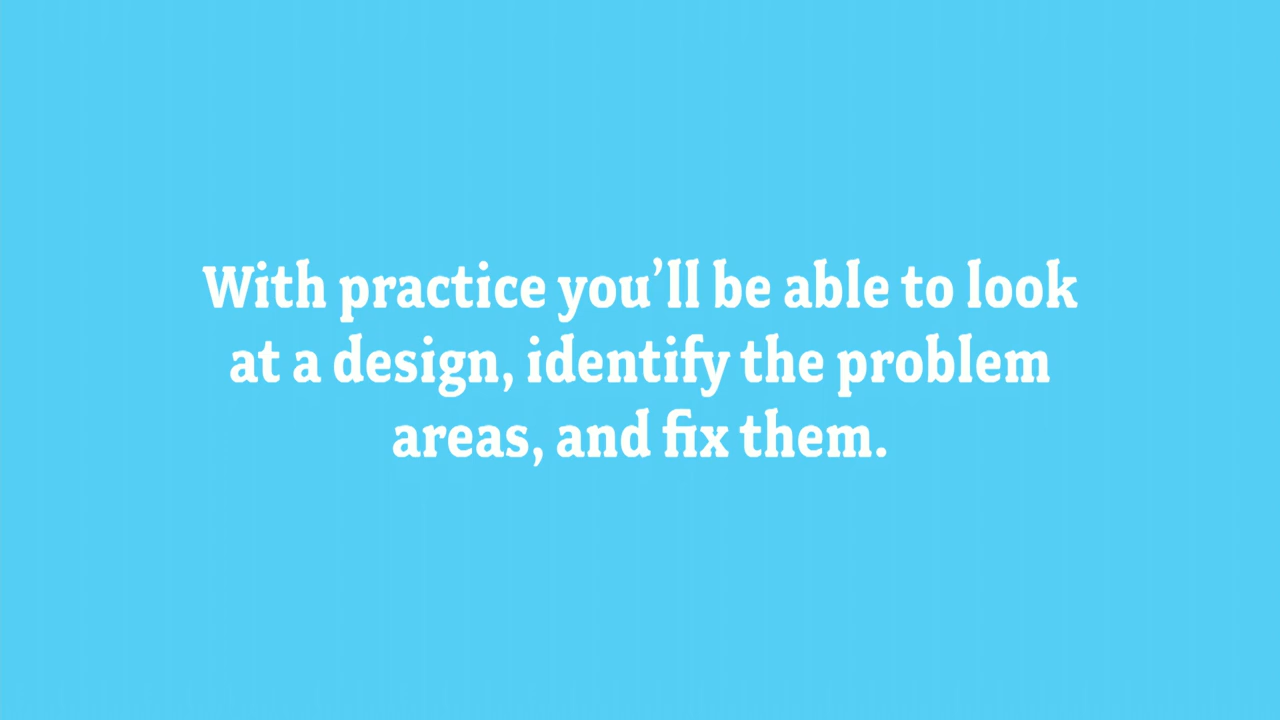 With practice you’ll be able to look
at a design, identify the problem
areas, and fix them.